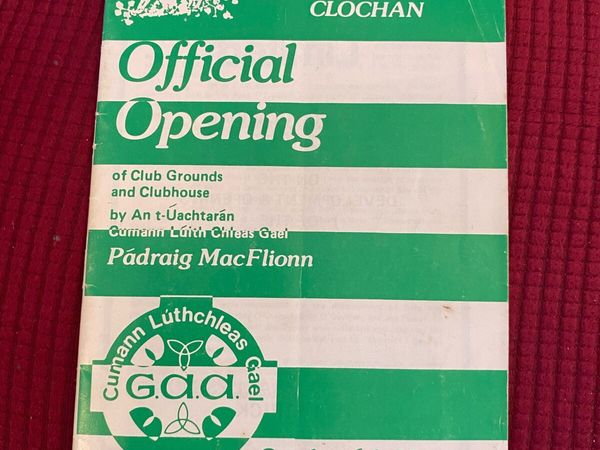 CLOCHAN
Official
Opening
of Club Grounds
and Clubhouse
by An t-Úachtarán
Cumann Lúith Chleas Gael
Pádraig MacFlionn
Cumann Lúthchleas Gael
G.a.a.